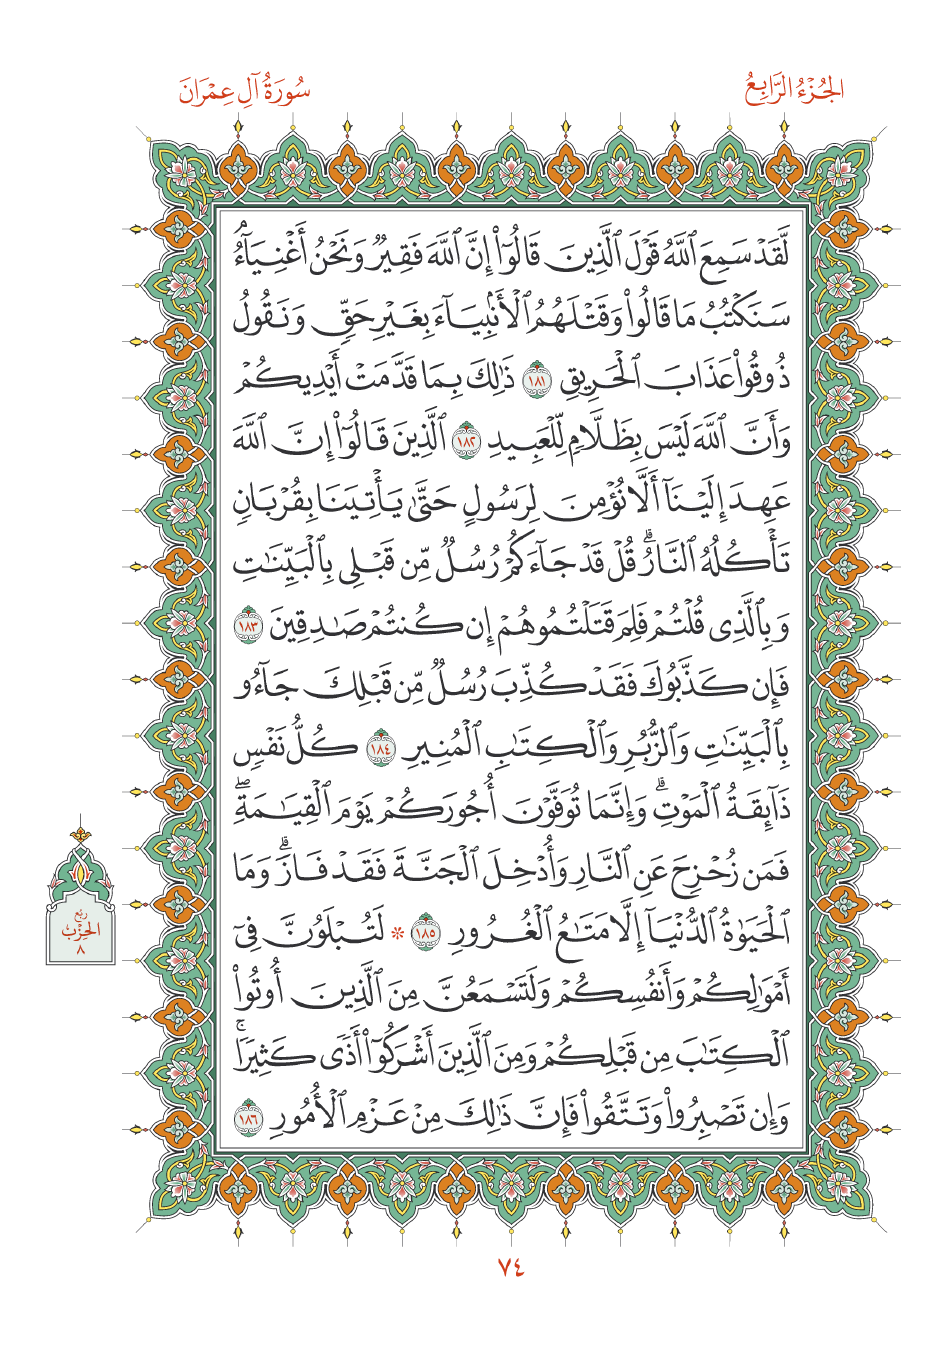 الجُزْءُ الرَّابِعُ
سُورَةُ آلِ عِمْرَانَ
لَّقَدْ سَمِعَ ٱللَّهُ قَوْلَ ٱلَّذِينَ قَالُوٓا۟ إِنَّ ٱللَّهَ فَقِيرٌ وَنَحْنُ أَغْنِيَآءُۘ
سَنَكْتُبُ مَا قَالُوا۟ وَقَتْلَهُمُ ٱلْأَنۢبِيَآءَ بِغَيْرِ حَقٍّ وَنَقُولُ
ذُوقُوا۟ عَذَابَ ٱلْحَرِيقِ ١٨١ ذَٰلِكَ بِمَا قَدَّمَتْ أَيْدِيكُمْ
وَأَنَّ ٱللَّهَ لَيْسَ بِظَلَّامٍ لِّلْعَبِيدِ ١٨٢ ٱلَّذِينَ قَالُوٓا۟ إِنَّ ٱللَّهَ
عَهِدَ إِلَيْنَآ أَلَّا نُؤْمِنَ لِرَسُولٍ حَتَّىٰ يَأْتِيَنَا بِقُرْبَانٍ
تَأْكُلُهُ ٱلنَّارُۗ قُلْ قَدْ جَآءَكُمْ رُسُلٌ مِّن قَبْلِى بِٱلْبَيِّنَٰتِ
وَبِٱلَّذِى قُلْتُمْ فَلِمَ قَتَلْتُمُوهُمْ إِن كُنتُمْ صَٰدِقِينَ ١٨٣
فَإِن كَذَّبُوكَ فَقَدْ كُذِّبَ رُسُلٌ مِّن قَبْلِكَ جَآءُو
بِٱلْبَيِّنَٰتِ وَٱلزُّبُرِ وَٱلْكِتَٰبِ ٱلْمُنِيرِ ١٨٤ كُلُّ نَفْسٍ
ذَآئِقَةُ ٱلْمَوْتِۗ وَإِنَّمَا تُوَفَّوْنَ أُجُورَكُمْ يَوْمَ ٱلْقِيَٰمَةِۖ
فَمَن زُحْزِحَ عَنِ ٱلنَّارِ وَأُدْخِلَ ٱلْجَنَّةَ فَقَدْ فَازَۗ وَمَا
ٱلْحَيَوٰةُ ٱلدُّنْيَآ إِلَّا مَتَٰعُ ٱلْغُرُورِ ١٨٥ * لَتُبْلَوُنَّ فِىٓ
أَمْوَٰلِكُمْ وَأَنفُسِكُمْ وَلَتَسْمَعُنَّ مِنَ ٱلَّذِينَ أُوتُوا۟
ٱلْكِتَٰبَ مِن قَبْلِكُمْ وَمِنَ ٱلَّذِينَ أَشْرَكُوٓا۟ أَذًى كَثِيرًاۚ
وَإِن تَصْبِرُوا۟ وَتَتَّقُوا۟ فَإِنَّ ذَٰلِكَ مِنْ عَزْمِ ٱلْأُمُورِ ١٨٦
ربع
الحِزْب
٨
٧٤